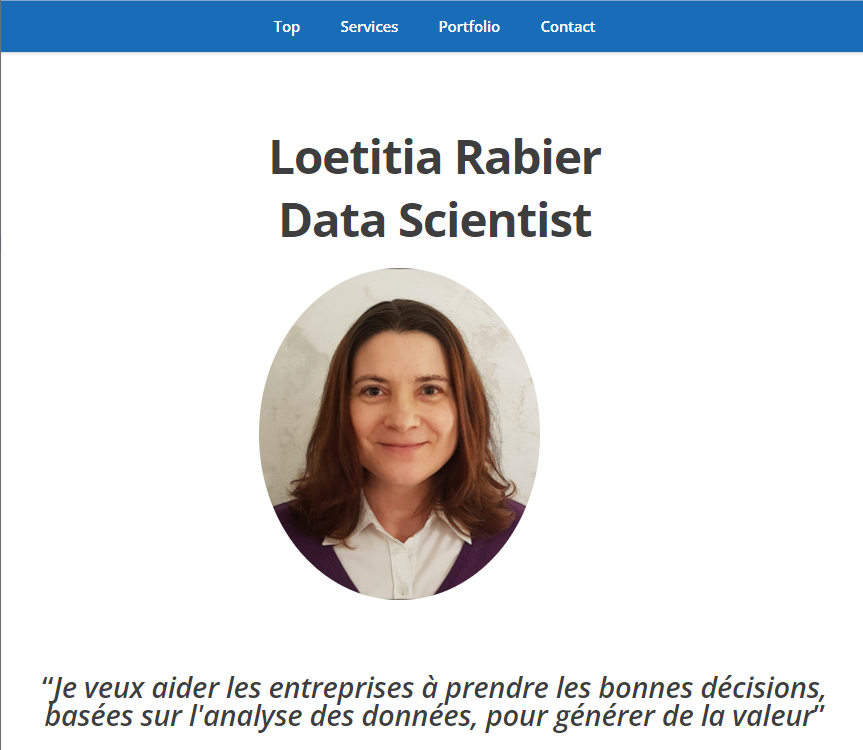 Top Services Portfolio Contact
Loetitia Rabier
Data Scientist
“Je veux aider les entreprises à prendre les bonnes décisions,
basées sur l'analyse des données, pour générer de la valeur”